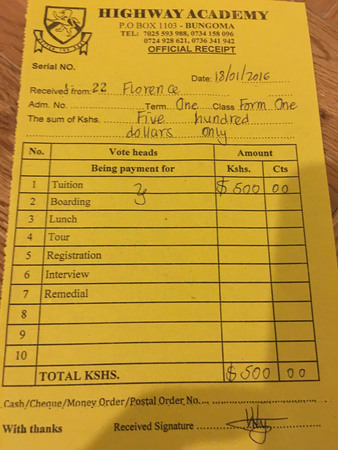 HIGHWAY ACADEMY
P.O BOX 1103 - BUNGOMA
TEL: 7025 593 988, 0734 158 096
0724 928 621, 0736 341 942
OFFICIAL RECEIPT
Serial NO.
Date: 18/01/2016
Received from: 22 Florence
Adm. No. Term One Class Form One
The sum of Kshs. Five hundred
dollars only
No. Vote heads Amount
Being payment for Kshs. Cts
1 Tuition $500 00
2 Boarding
3 Lunch
4 Tour
5 Registration
6 Interview
7 Remedial
8
9
10
TOTAL KSHS. $500 00
Cash/Cheque/Money Order/Postal Order No.
With thanks Received Signature